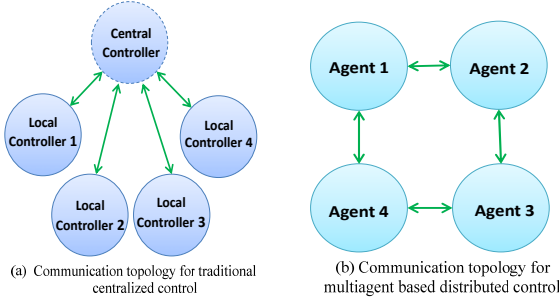 Central
Controller
Local
Controller 1
Local
Controller 4
Local
Controller 2
Local
Controller 3
(a) Communication topology for traditional
centralized control
Agent 1
Agent 2
Agent 4
Agent 3
(b) Communication topology for
multiagent based distributed control